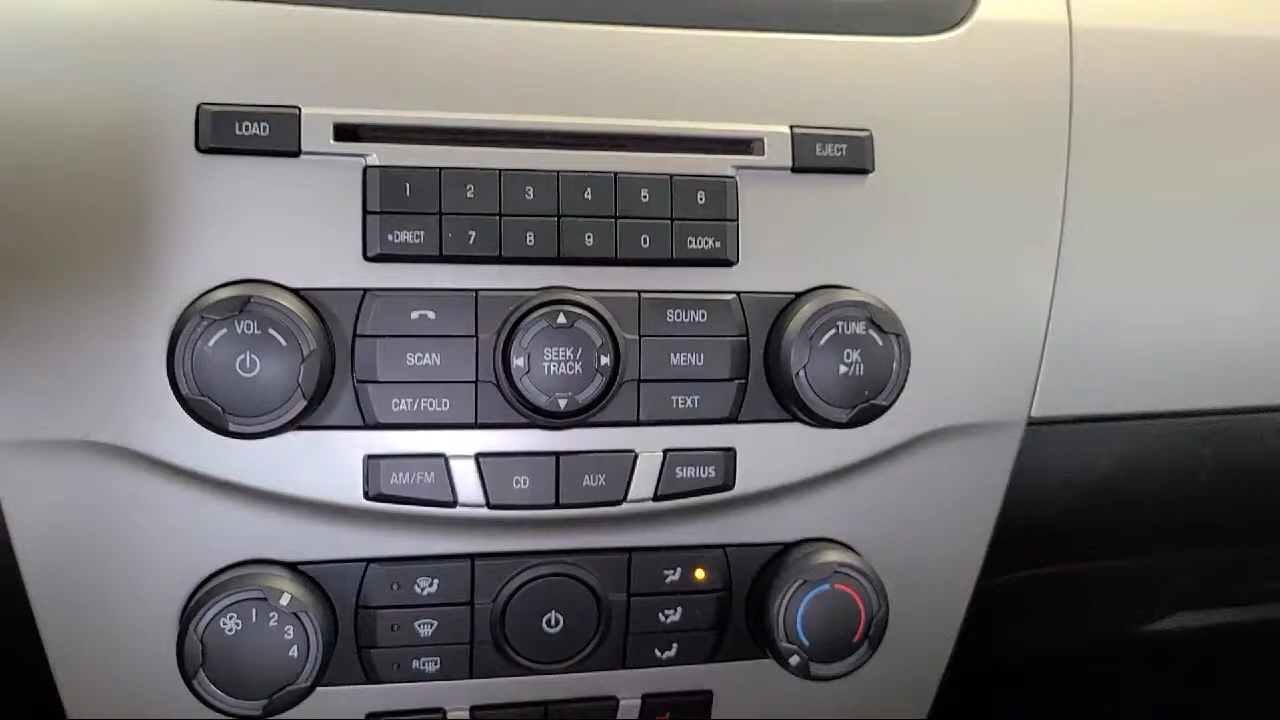 LOAD
EJECT
1 2 3 4 5 6
*DIRECT 7 8 9 0 CLOCK#
VOL
SCAN
CAT/FOLD
SEEK/
TRACK
SOUND
MENU
TEXT
TUNE
OK
AM/FM
CD
AUX
SIRIUS
1 2 3 4
R